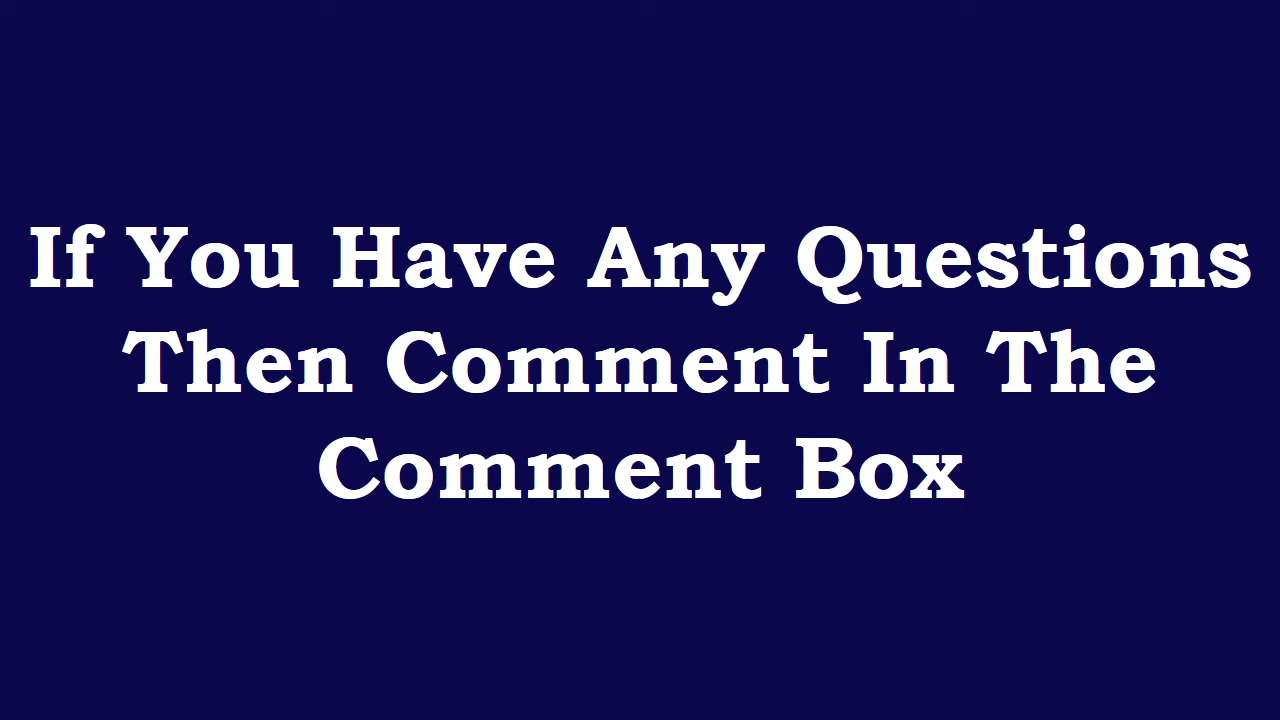 If You Have Any Questions
Then Comment In The
Comment Box